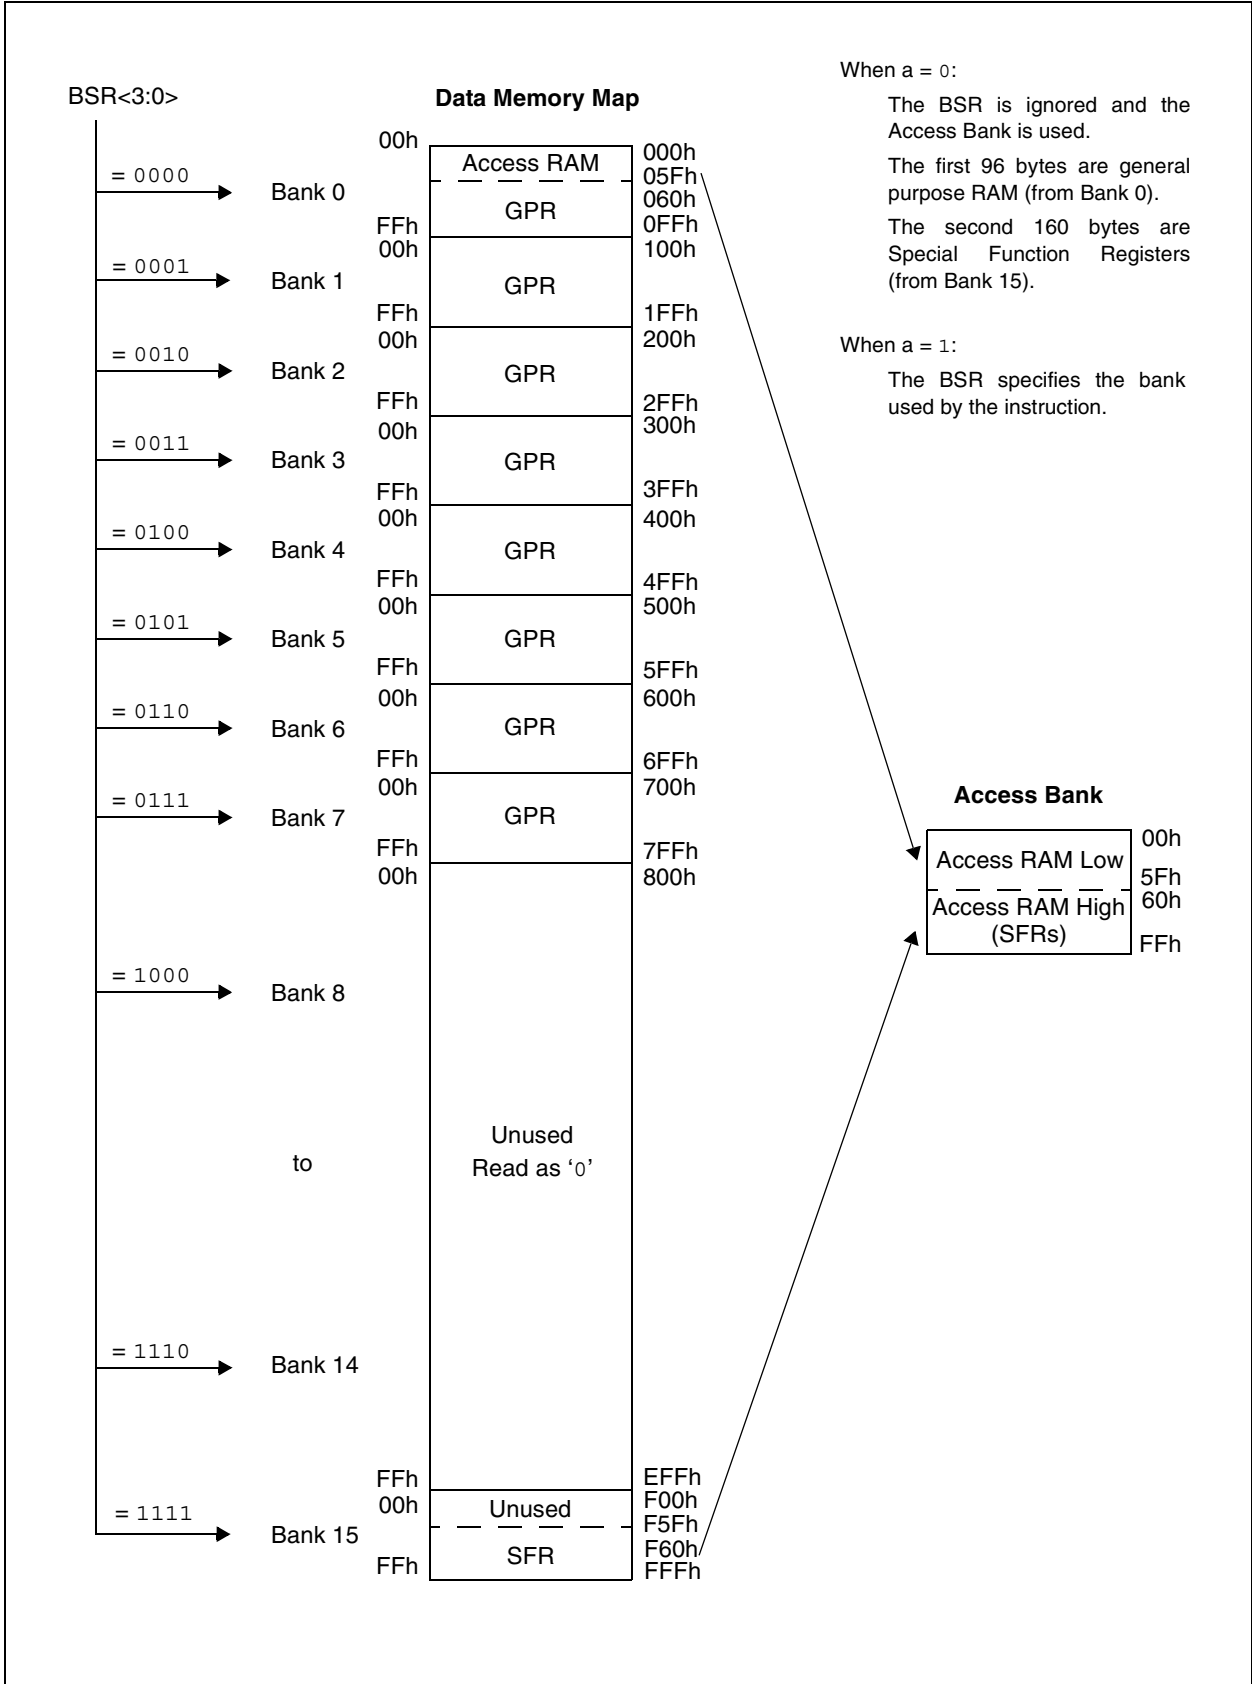 BSR<3:0>
Data Memory Map
When a = 0:
The BSR is ignored and the
Access Bank is used.
The first 96 bytes are general
purpose RAM (from Bank 0).
The second 160 bytes are
Special Function Registers
(from Bank 15).
When a = 1:
The BSR specifies the bank
used by the instruction.
= 0000
Bank 0
00h
FFh
Access RAM
GPR
000h
05Fh
060h
0FFh
= 0001
Bank 1
00h
FFh
GPR
100h
1FFh
= 0010
Bank 2
00h
FFh
GPR
200h
2FFh
= 0011
Bank 3
00h
FFh
GPR
300h
3FFh
= 0100
Bank 4
00h
FFh
GPR
400h
4FFh
= 0101
Bank 5
00h
FFh
GPR
500h
5FFh
= 0110
Bank 6
00h
FFh
GPR
600h
6FFh
= 0111
Bank 7
00h
FFh
GPR
700h
7FFh
= 1000
Bank 8
00h
800h
to
Unused
Read as ‘0’
= 1110
Bank 14
FFh
EFFh
= 1111
Bank 15
00h
FFh
Unused
SFR
F00h
F5Fh
F60h
FFFh
Access Bank
Access RAM Low
Access RAM High
(SFRs)
00h
5Fh
60h
FFh